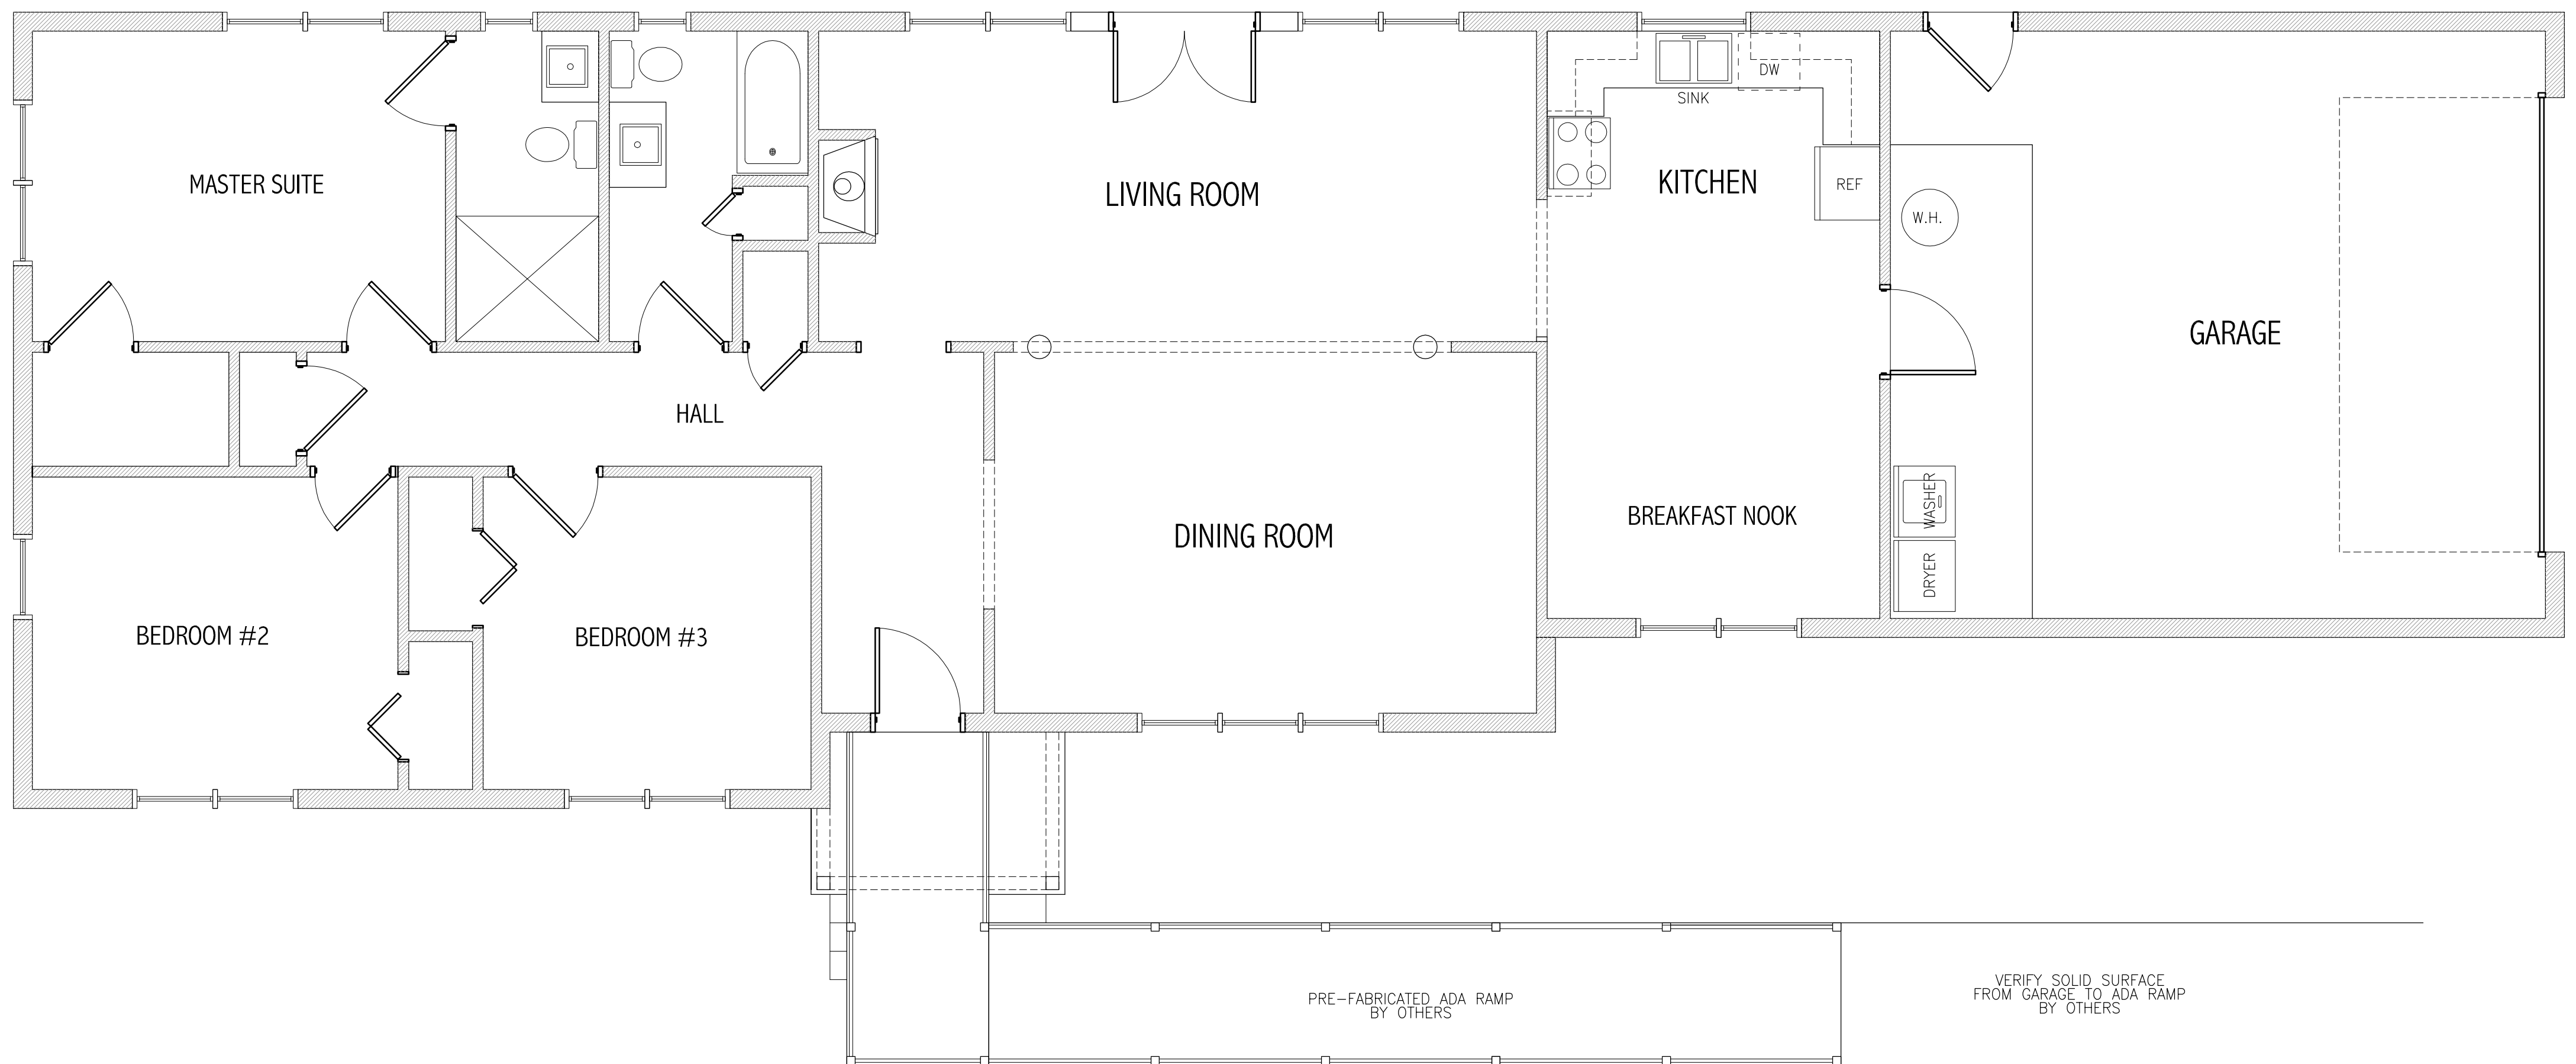 DW
SINK
MASTER SUITE
LIVING ROOM
KITCHEN
REF
W.H.
GARAGE
HALL
WASHER
BREAKFAST NOOK
DINING ROOM
DRYER
BEDROOM #2
BEDROOM #3
PRE-FABRICATED ADA RAMP
BY OTHERS
VERIFY SOLID SURFACE
FROM GARAGE TO ADA RAMP
BY OTHERS